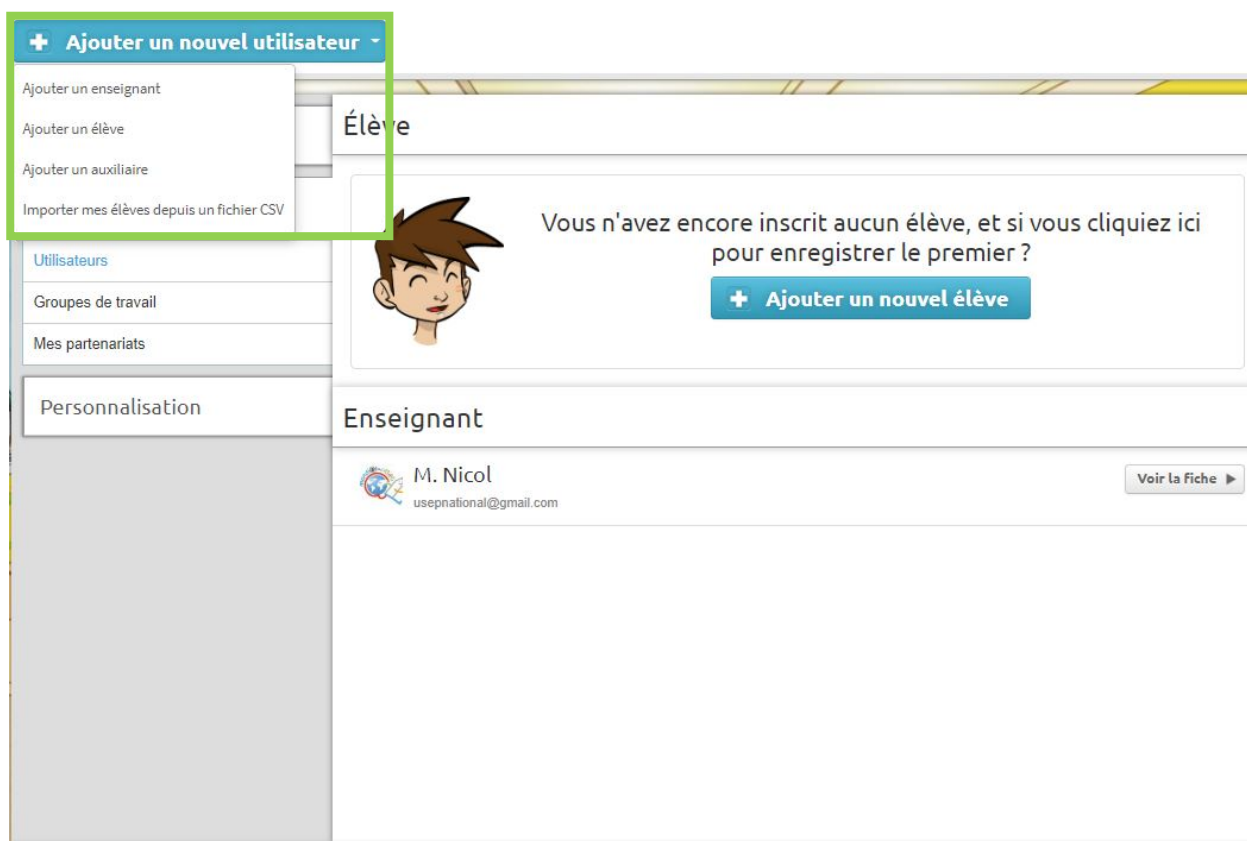 Ajouter un nouvel utilisateur
Ajouter un enseignant
Ajouter un élève
Ajouter un auxiliaire
Importer mes élèves depuis un fichier CSV
Utilisateurs
Groupes de travail
Mes partenariats
Personnalisation
Élève
Vous n'avez encore inscrit aucun élève, et si vous cliquiez ici
pour enregistrer le premier ?
Ajouter un nouvel élève
Enseignant
M. Nicol
usepnational@gmail.com
Voir la fiche